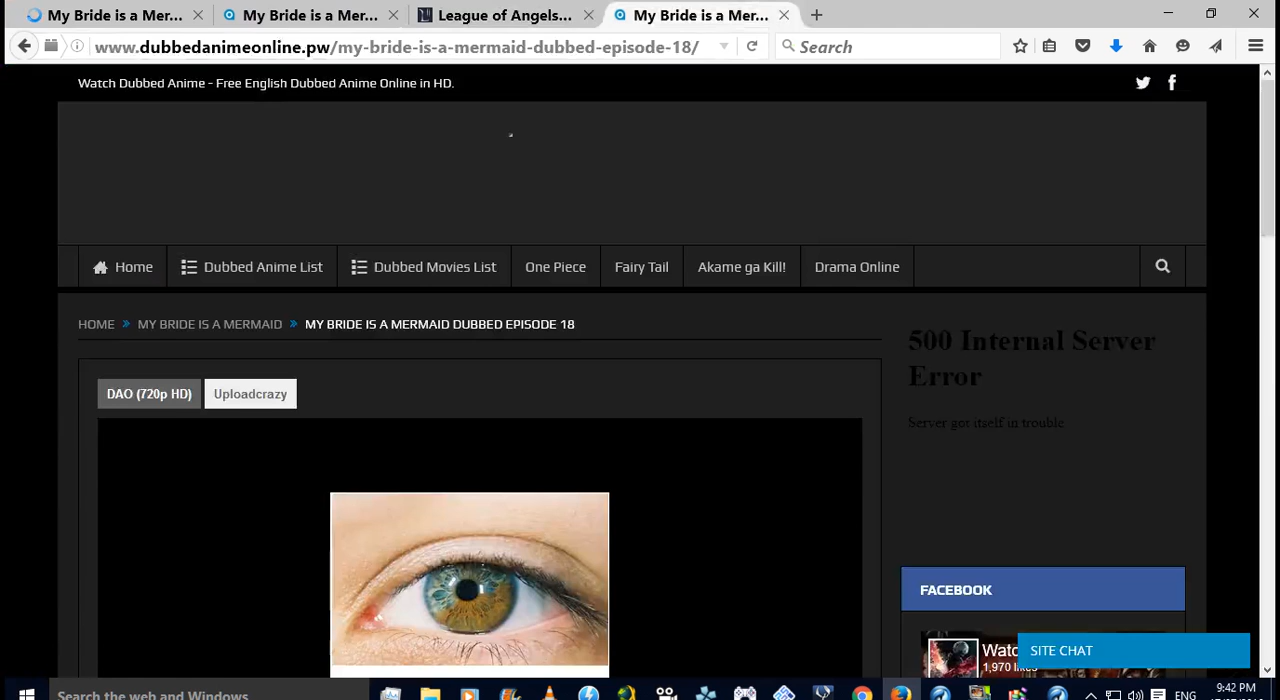 My Bride is a Mer...
My Bride is a Mer...
League of Angels...
My Bride is a Mer...
www.dubbedanimeonline.pw/my-bride-is-a-mermaid-dubbed-episode-18/
Search
Watch Dubbed Anime - Free English Dubbed Anime Online in HD.
Home
Dubbed Anime List
Dubbed Movies List
One Piece
Fairy Tail
Akame ga Kill!
Drama Online
HOME » MY BRIDE IS A MERMAID » MY BRIDE IS A MERMAID DUBBED EPISODE 18
500 Internal Server
Error
Server got itself in trouble
DAO (720p HD)
Uploadcrazy
FACEBOOK
Watc
1,970 likes
SITE CHAT
Search the web and Windows
ENG
9:42 PM